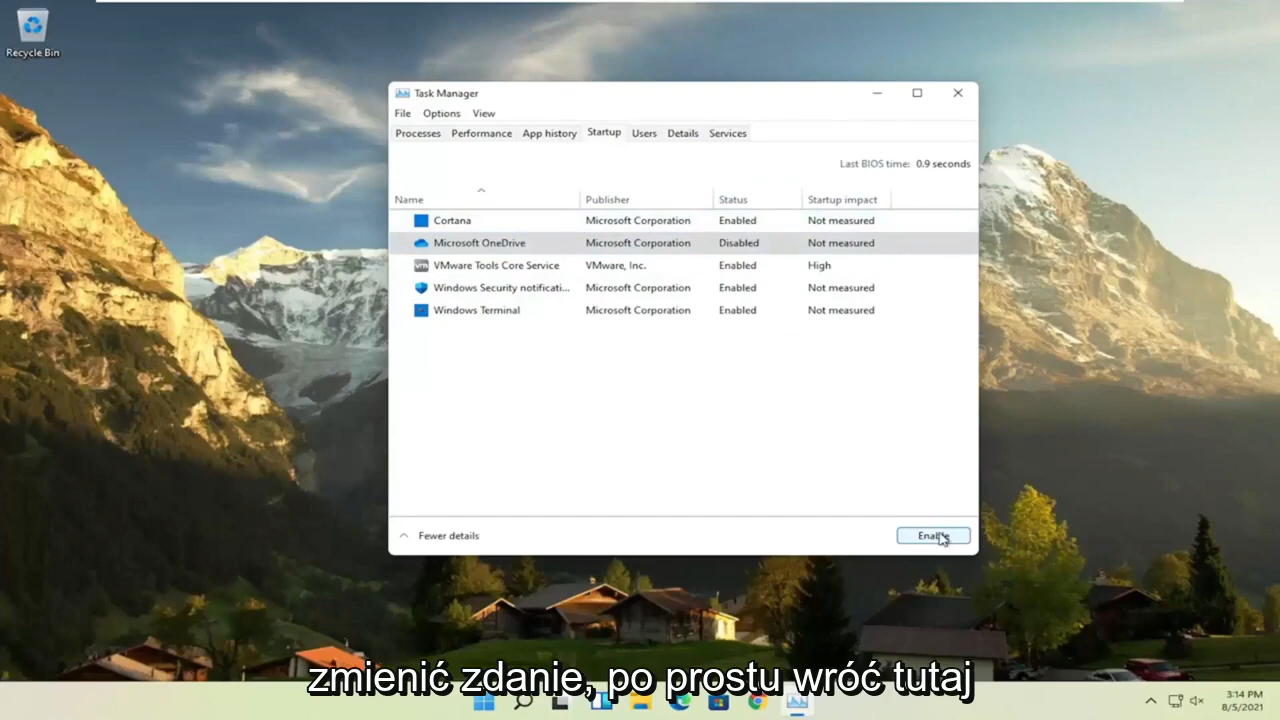 Recycle Bin
Task Manager
File Options View
Processes Performance App history Startup Users Details Services
Last BIOS time: 0.9 seconds
Name Publisher Status Startup impact
Cortana Microsoft Corporation Enabled Not measured
Microsoft OneDrive Microsoft Corporation Disabled Not measured
vm VMware Tools Core Service VMware, Inc. Enabled High
Windows Security notificati... Microsoft Corporation Enabled Not measured
Windows Terminal Microsoft Corporation Enabled Not measured
Fewer details Enable
zmienić zdanie, po prostu wróć tutaj
3:14 PM
8/5/2021